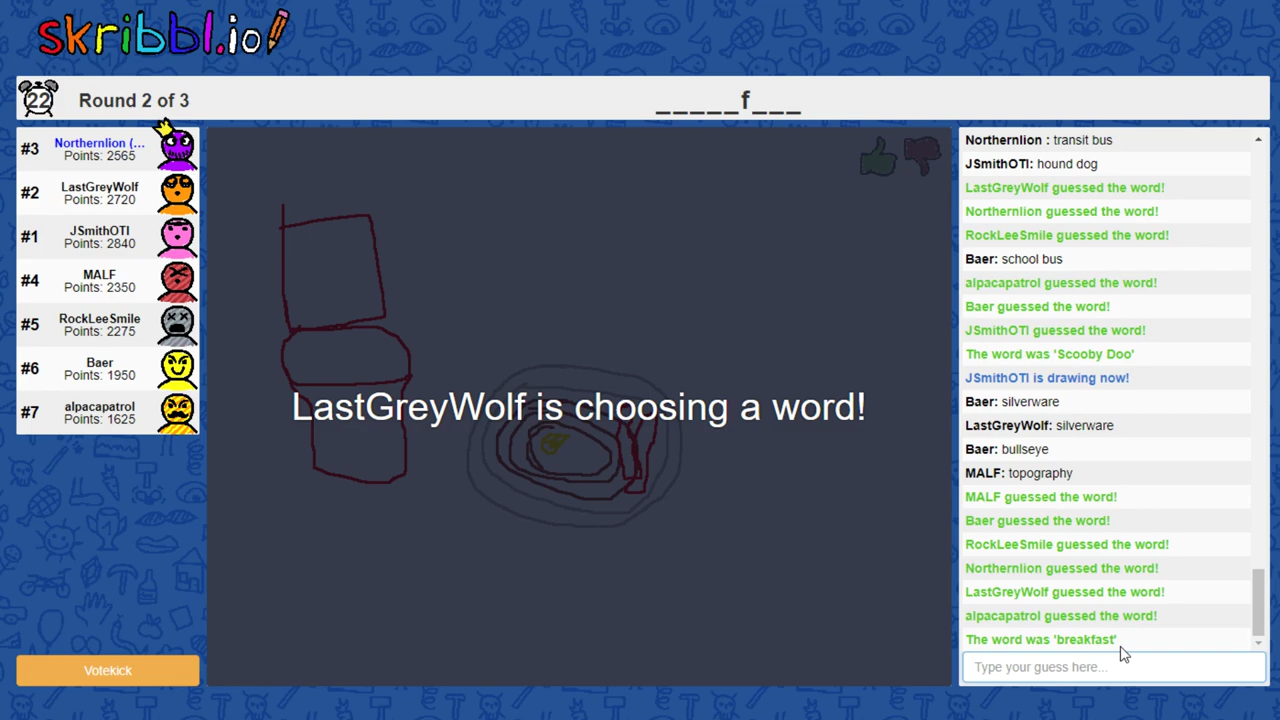 skribbl.io
22
Round 2 of 3
_____f___
#3 Northernlion (...
Points: 2565
#2 LastGreyWolf
Points: 2720
#1 JSmithOTI
Points: 2840
#4 MALF
Points: 2350
#5 RockLeeSmile
Points: 2275
#6 Baer
Points: 1950
#7 alpacapatrol
Points: 1625
Votekick
LastGreyWolf is choosing a word!
Northernlion : transit bus
JSmithOTI: hound dog
LastGreyWolf guessed the word!
Northernlion guessed the word!
RockLeeSmile guessed the word!
Baer: school bus
alpacapatrol guessed the word!
Baer guessed the word!
JSmithOTI guessed the word!
The word was 'Scooby Doo'
JSmithOTI is drawing now!
Baer: silverware
LastGreyWolf: silverware
Baer: bullseye
MALF: topography
MALF guessed the word!
Baer guessed the word!
RockLeeSmile guessed the word!
Northernlion guessed the word!
LastGreyWolf guessed the word!
alpacapatrol guessed the word!
The word was 'breakfast'
Type your guess here...